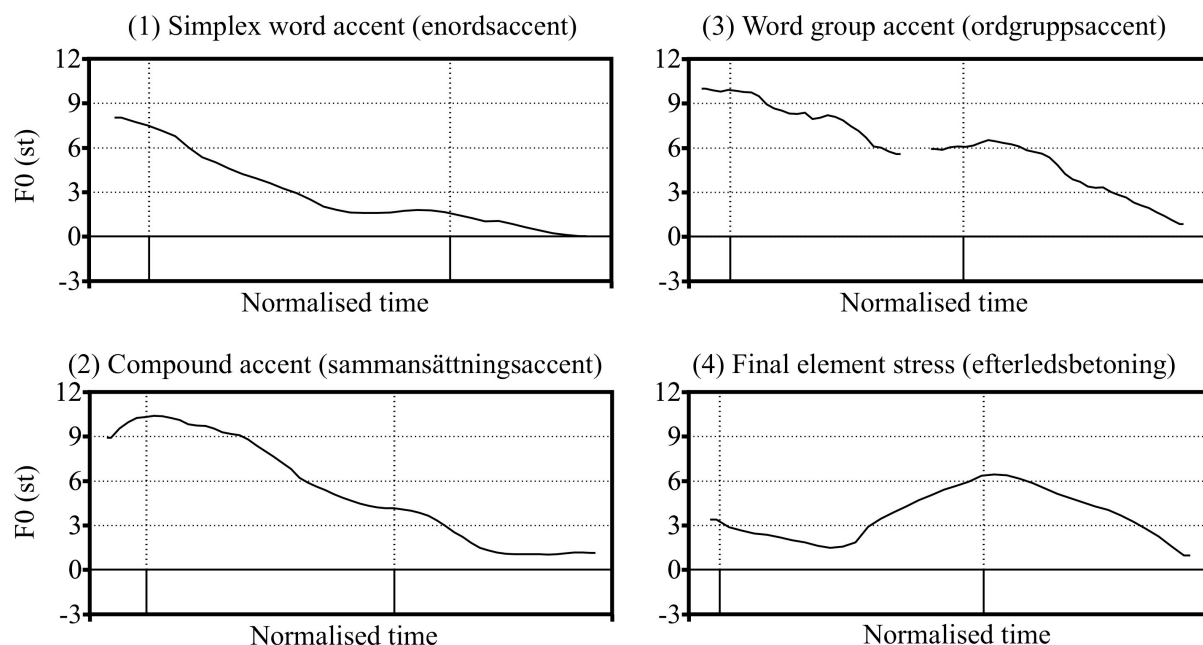 (1) Simplex word accent (enordsaccent)
12
9
6
3
0
-3
F0 (st)
Normalised time
(3) Word group accent (ordgruppsaccent)
12
9
6
3
0
-3
Normalised time
(2) Compound accent (sammansättningsaccent)
12
9
6
3
0
-3
F0 (st)
Normalised time
(4) Final element stress (efterledsbetoning)
12
9
6
3
0
-3
Normalised time